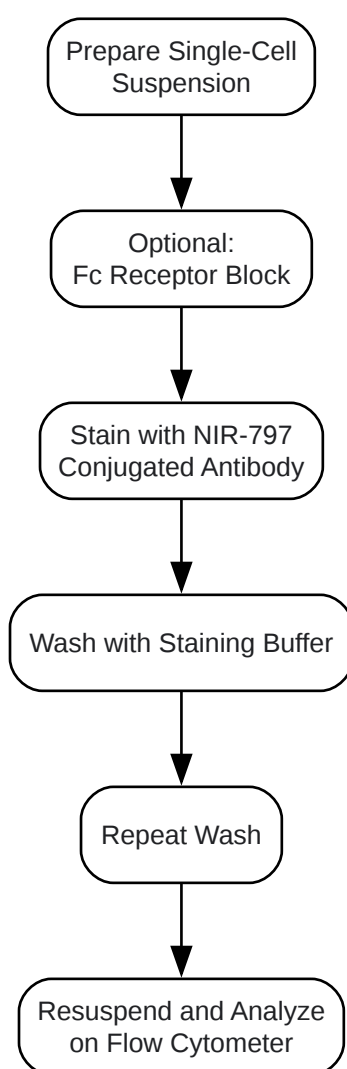 Prepare Single-Cell
Suspension
Optional:
Fc Receptor Block
Stain with NIR-797
Conjugated Antibody
Wash with Staining Buffer
Repeat Wash
Resuspend and Analyze
on Flow Cytometer